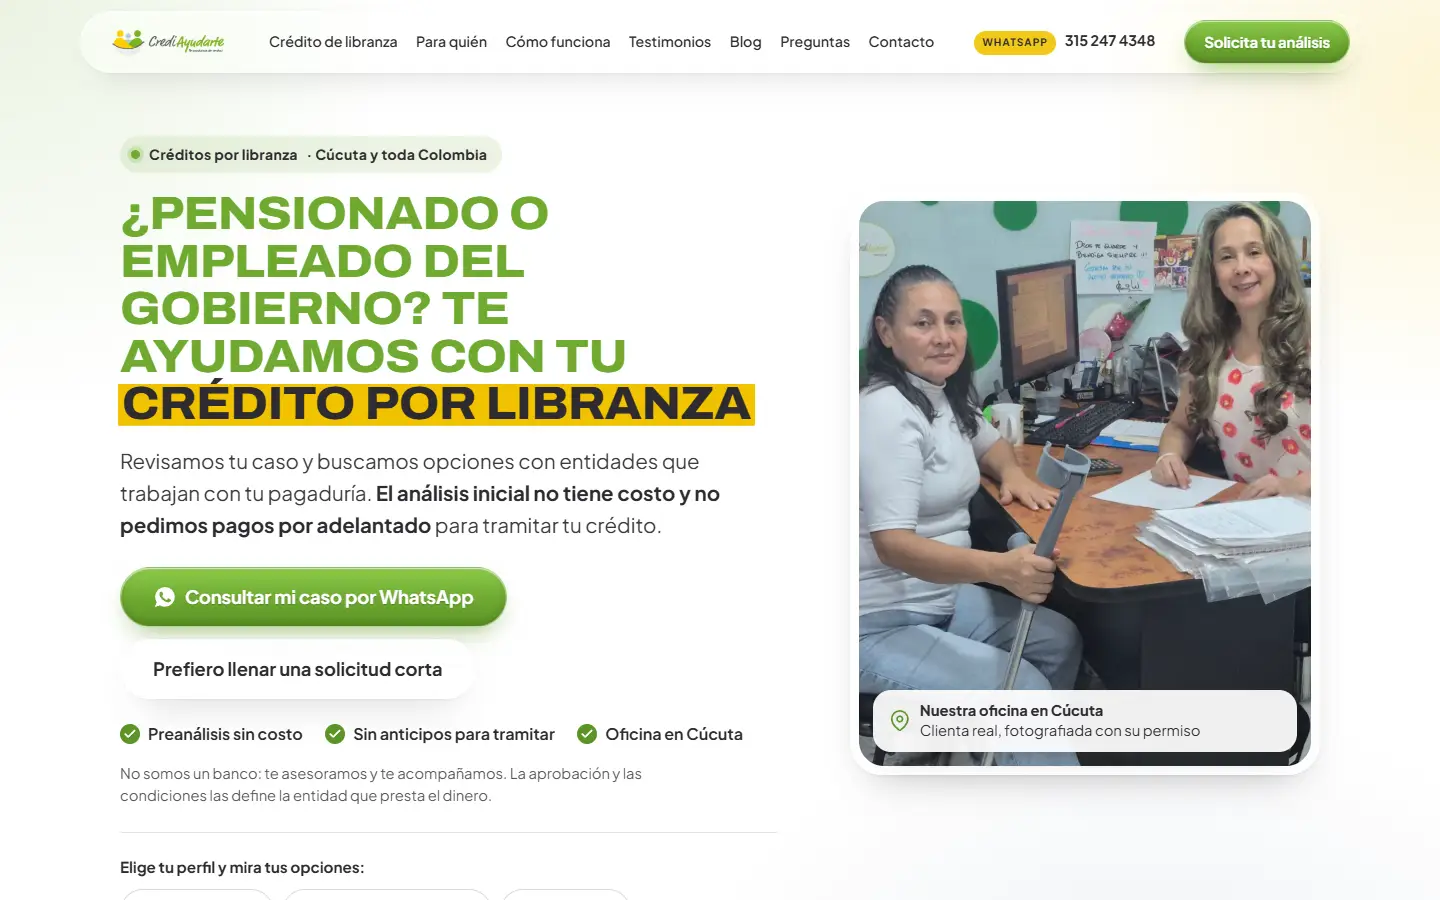 CrediAyudarte
Crédito de libranza
Para quién
Cómo funciona
Testimonios
Blog
Preguntas
Contacto
WHATSAPP
315 247 4348
Solicita tu análisis
Créditos por libranza · Cúcuta y toda Colombia
¿PENSIONADO O
EMPLEADO DEL
GOBIERNO? TE
AYUDAMOS CON TU
CRÉDITO POR LIBRANZA
Revisamos tu caso y buscamos opciones con entidades que
trabajan con tu pagaduría. El análisis inicial no tiene costo y no
pedimos pagos por adelantado para tramitar tu crédito.
Consultar mi caso por WhatsApp
Prefiero llenar una solicitud corta
Preanálisis sin costo
Sin anticipos para tramitar
Oficina en Cúcuta
No somos un banco: te asesoramos y te acompañamos. La aprobación y las
condiciones las define la entidad que presta el dinero.
Elige tu perfil y mira tus opciones:
Nuestra oficina en Cúcuta
Clienta real, fotografiada con su permiso